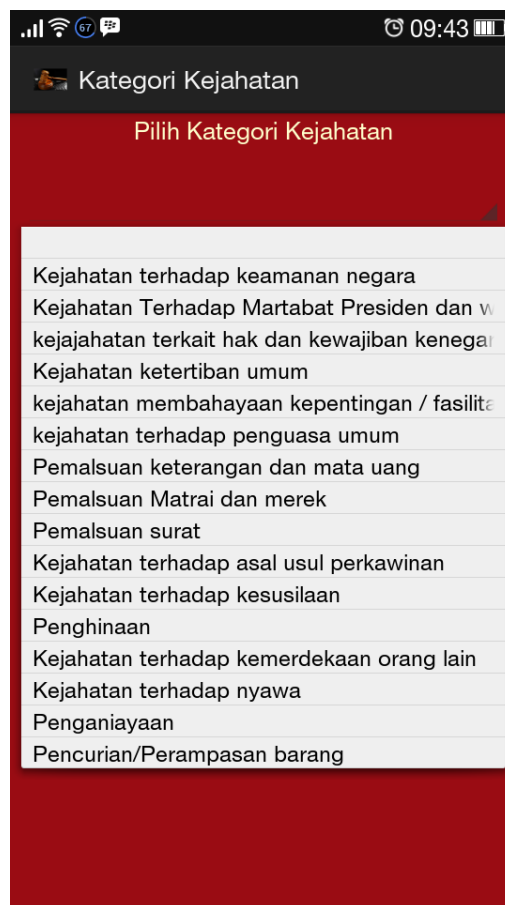 67
09:43
Kategori Kejahatan
Pilih Kategori Kejahatan
Kejahatan terhadap keamanan negara
Kejahatan Terhadap Martabat Presiden dan
kejajahatan terkait hak dan kewajiban
Kejahatan ketertiban umum
kejahatan membahayaan kepentingan /
kejahatan terhadap penguasa umum
Pemalsuan keterangan dan mata uang
Pemalsuan Matrai dan merek
Pemalsuan surat
Kejahatan terhadap asal usul perkawinan
Kejahatan terhadap kesusilaan
Penghinaan
Kejahatan terhadap kemerdekaan orang lain
Kejahatan terhadap nyawa
Penganiayaan
Pencurian/Perampasan barang